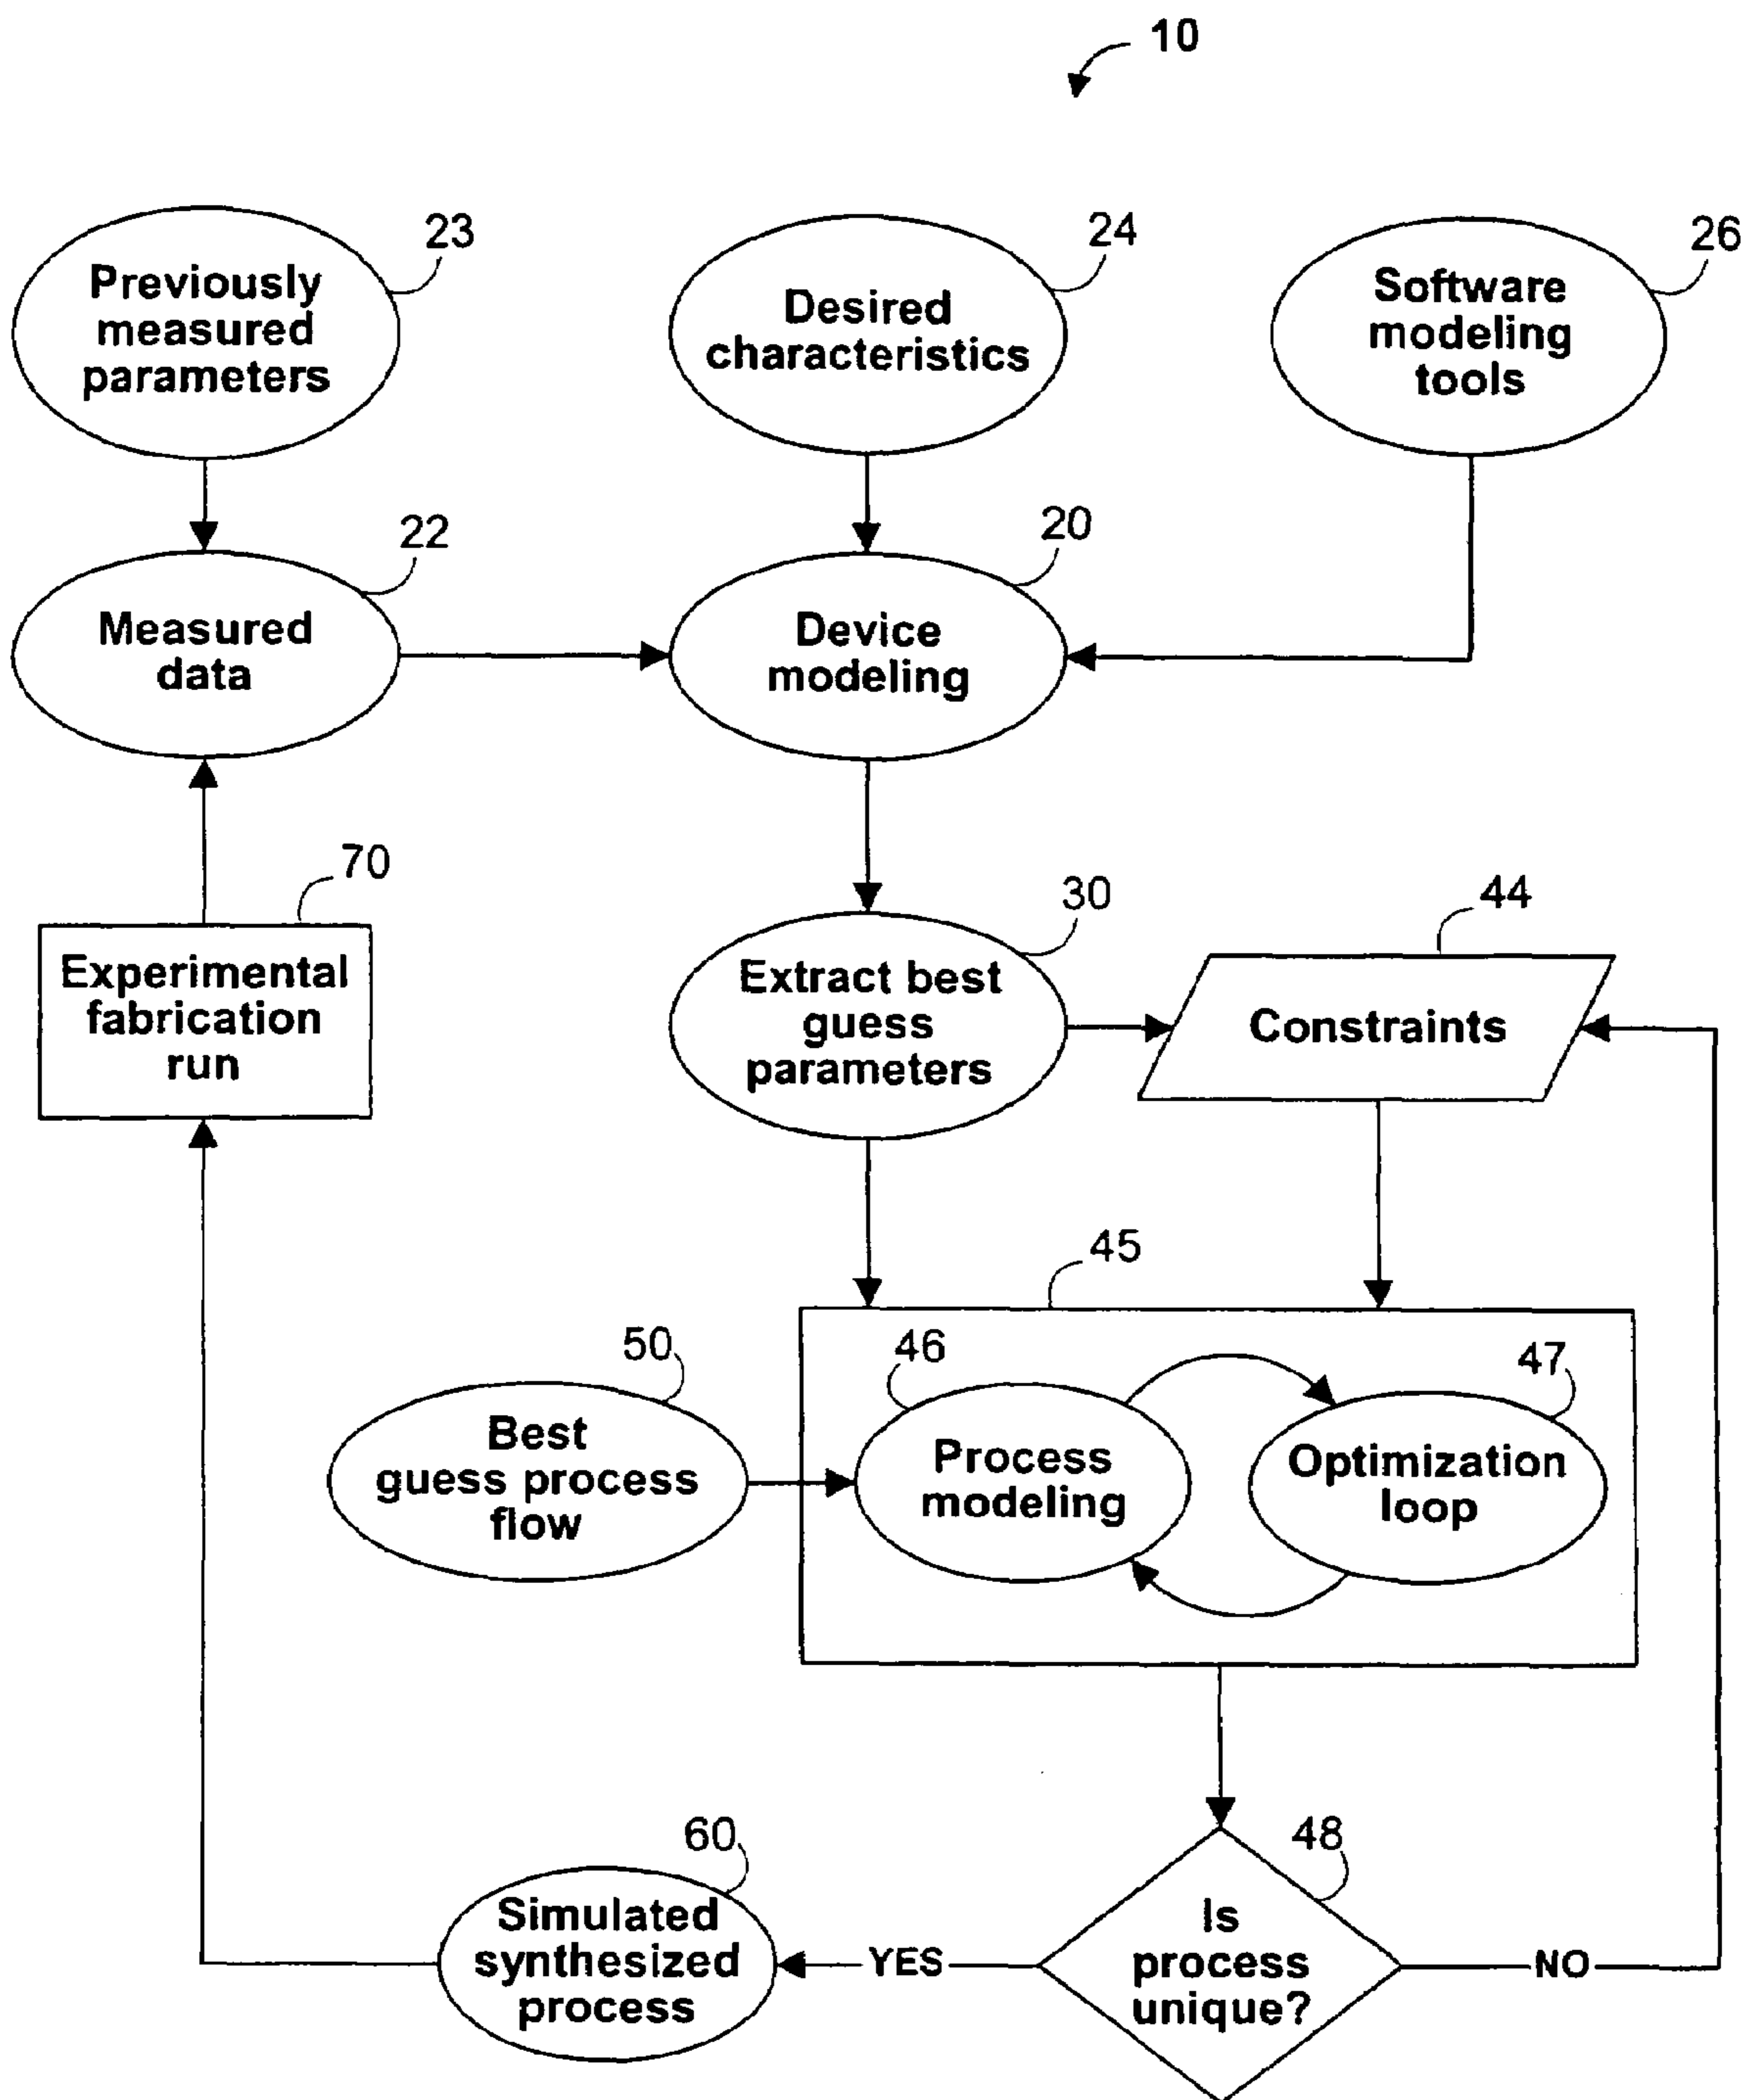 10
23
Previously
measured
parameters
24
Desired
characteristics
26
Software
modeling
tools
22
Measured
data
20
Device
modeling
70
Experimental
fabrication
run
30
Extract best
guess
parameters
44
Constraints
45
50
Best
guess process
flow
46
Process
modeling
47
Optimization
loop
60
Simulated
synthesized
process
YES
48
Is
process
unique?
NO